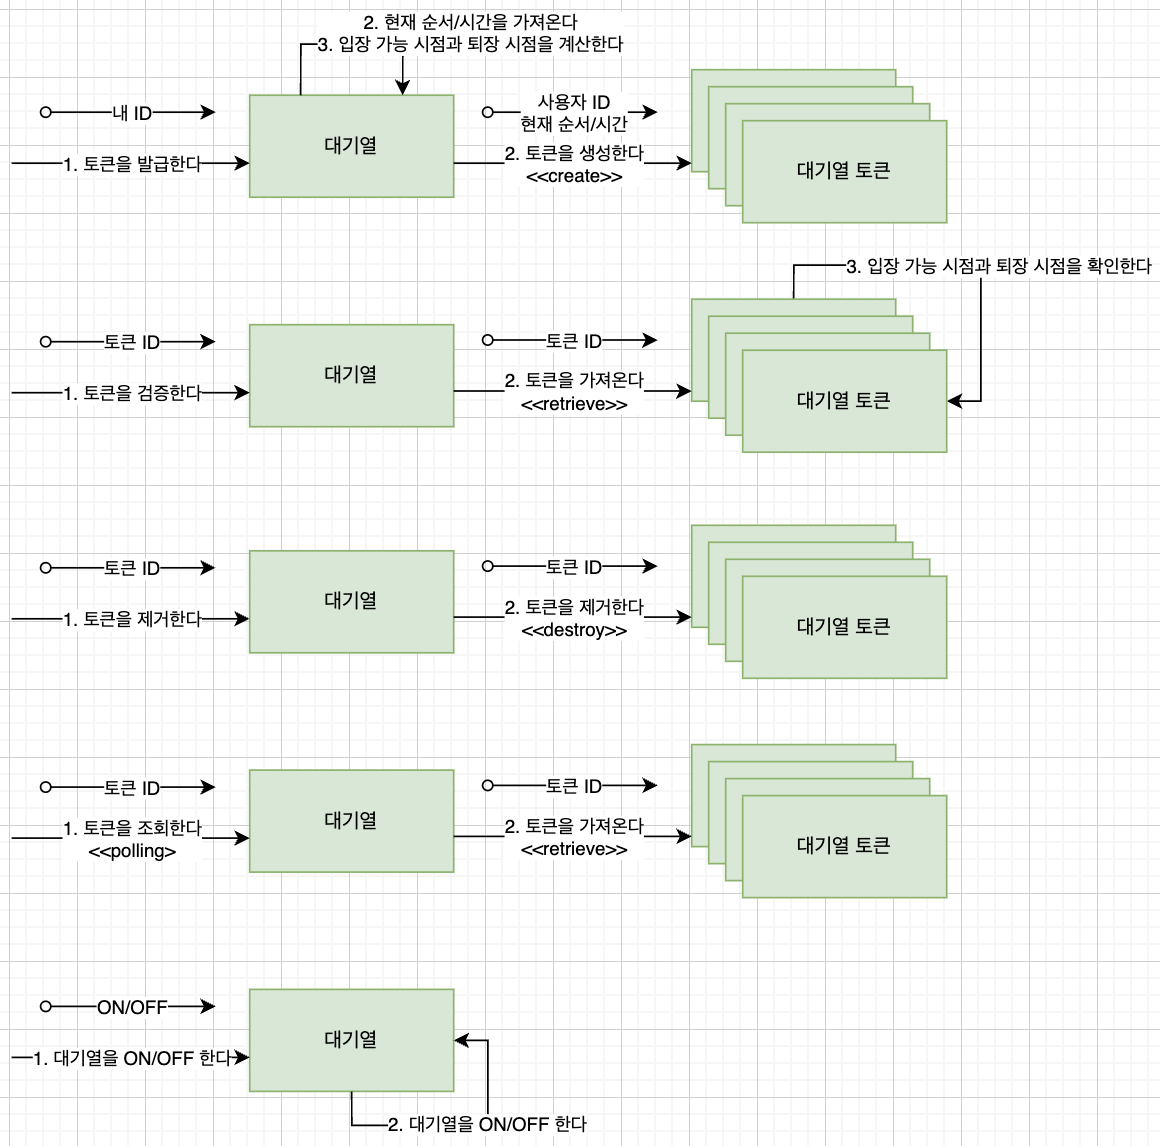 2. 현재 순서/시간을 가져온다
3. 입장 가능 시점과 퇴장 시점을 계산한다
내 ID
1. 토큰을 발급한다
대기열
사용자 ID
현재 순서/시간
2. 토큰을 생성한다
<<create>>
대기열 토큰
3. 입장 가능 시점과 퇴장 시점을 확인한다
토큰 ID
1. 토큰을 검증한다
대기열
토큰 ID
2. 토큰을 가져온다
<<retrieve>>
대기열 토큰
토큰 ID
1. 토큰을 제거한다
대기열
토큰 ID
2. 토큰을 제거한다
<<destroy>>
대기열 토큰
토큰 ID
1. 토큰을 조회한다
<<polling>
대기열
토큰 ID
2. 토큰을 가져온다
<<retrieve>>
대기열 토큰
ON/OFF
1. 대기열을 ON/OFF 한다
대기열
2. 대기열을 ON/OFF 한다